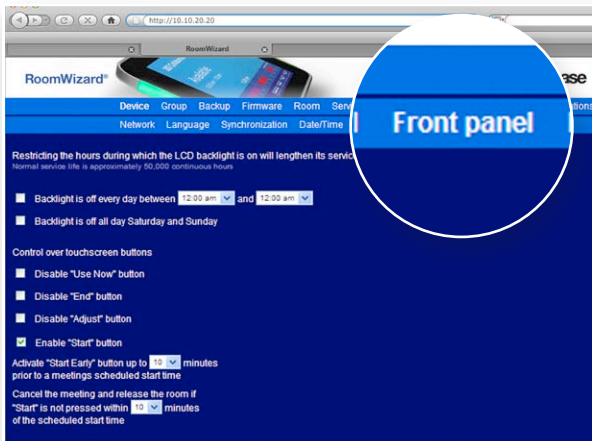 http://10.10.20.20
RoomWizard
RoomWizard®
ase
Device Group Backup Firmware Room Serv
tions
Network Language Synchronization Date/Time
Front panel
Restricting the hours during which the LCD backlight is on will lengthen its servic
Normal service life is approximately 50,000 continuous hours
Backlight is off every day between 12:00 am and 12:00 am
Backlight is off all day Saturday and Sunday
Control over touchscreen buttons
Disable "Use Now" button
Disable "End" button
Disable "Adjust" button
Enable "Start" button
Activate "Start Early" button up to 10 minutes
prior to a meetings scheduled start time
Cancel the meeting and release the room if
"Start" is not pressed within 10 minutes
of the scheduled start time